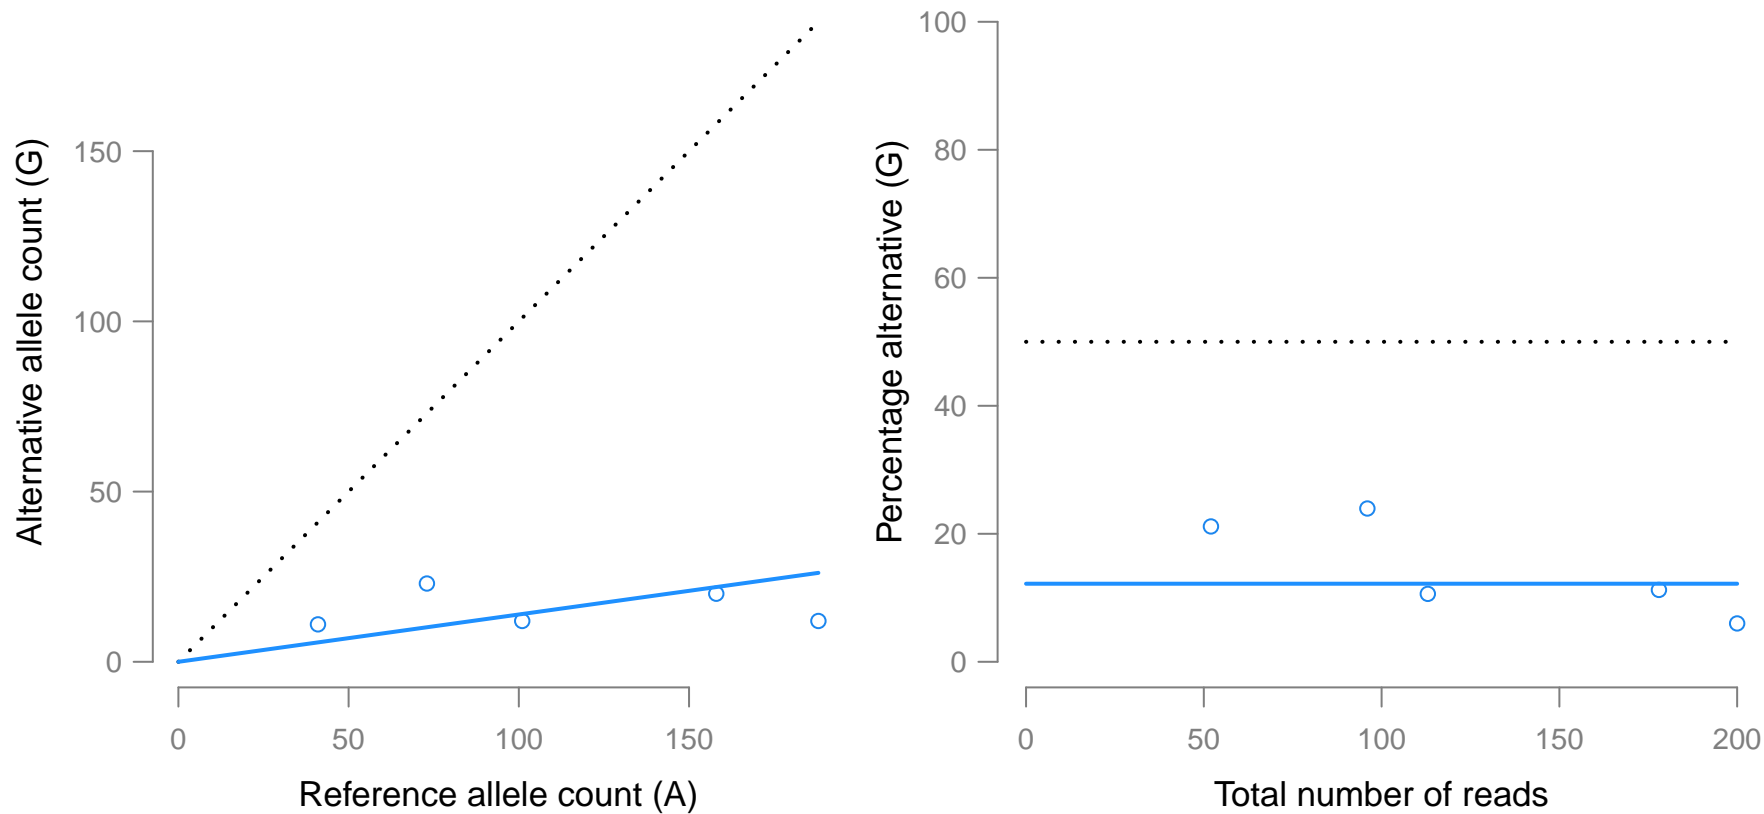 Alternative allele count (G)
150
100
50
0
0 50 100 150
Reference allele count (A)
Percentage alternative (G)
100
80
60
40
20
0
0 50 100 150 200
Total number of reads